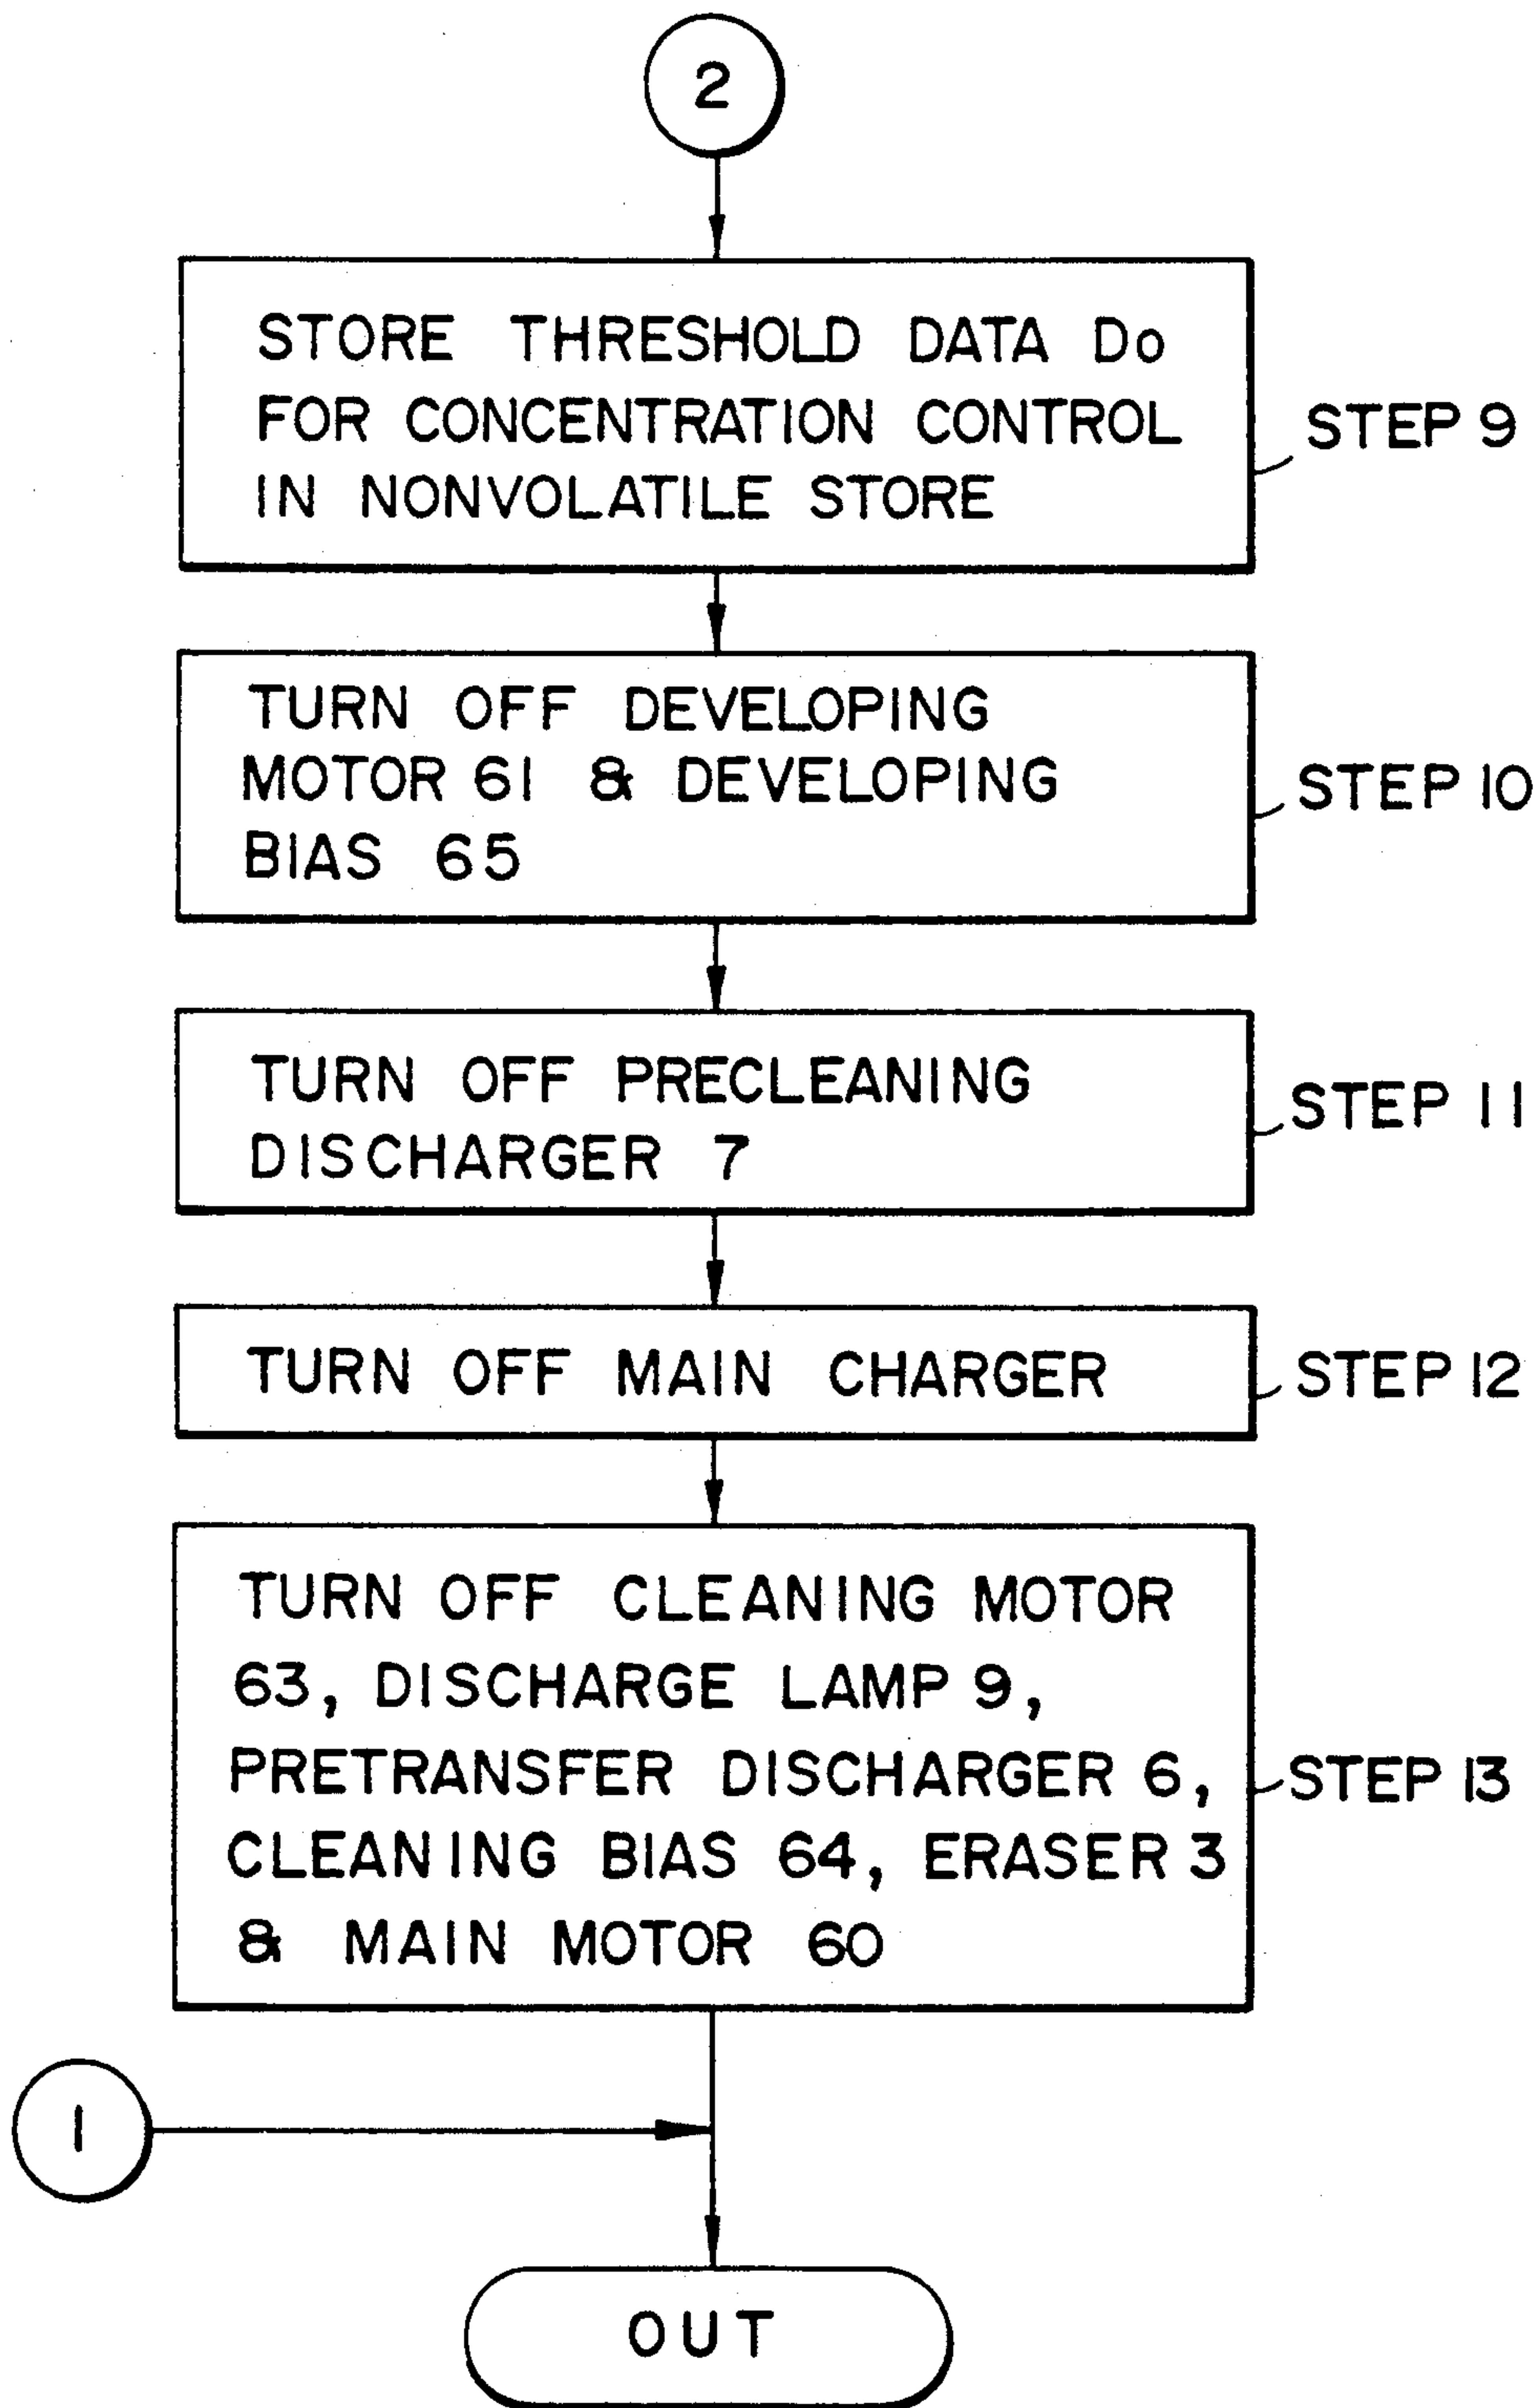 2
STORE THRESHOLD DATA Do
FOR CONCENTRATION CONTROL
IN NONVOLATILE STORE
STEP 9
TURN OFF DEVELOPING
MOTOR 61 & DEVELOPING
BIAS 65
STEP 10
TURN OFF PRECLEANING
DISCHARGER 7
STEP 11
TURN OFF MAIN CHARGER
STEP 12
TURN OFF CLEANING MOTOR
63, DISCHARGE LAMP 9,
PRETRANSFER DISCHARGER 6,
CLEANING BIAS 64, ERASER 3
& MAIN MOTOR 60
STEP 13
1
OUT